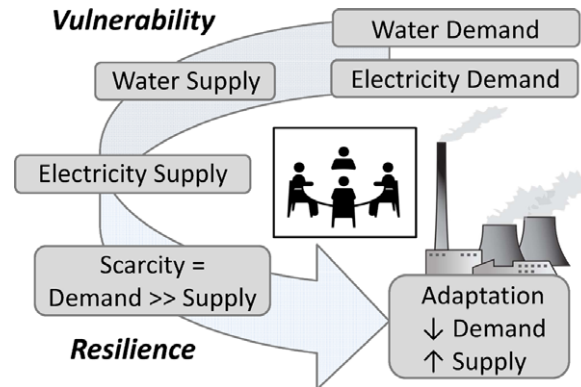 Vulnerability
Water Demand
Electricity Demand
Water Supply
Electricity Supply
Scarcity =
Demand >> Supply
Resilience
Adaptation
↓ Demand
↑ Supply